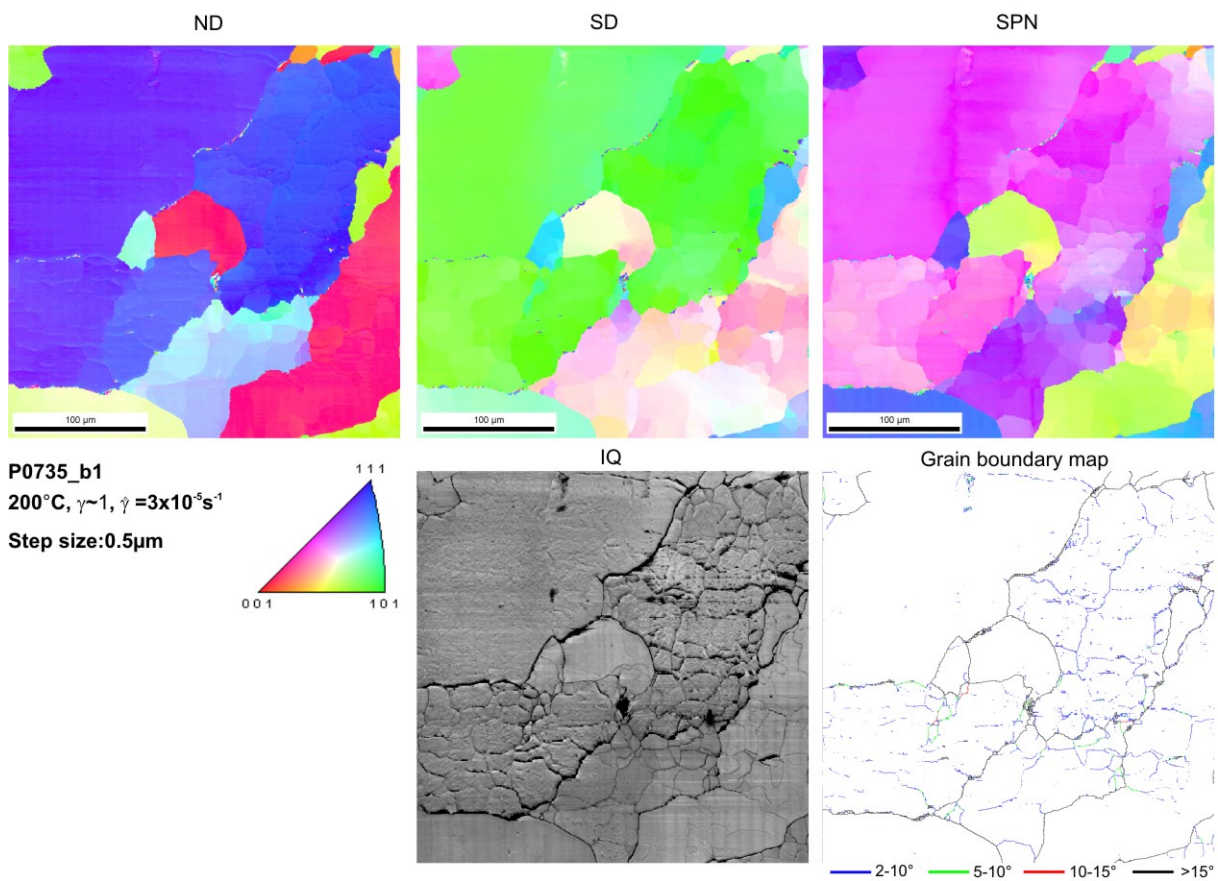 ND
SD
SPN
100 µm
100 µm
100 µm
P0735_b1
200°C, γ~1, γ̇ =3x10⁻⁵s⁻¹
Step size:0.5µm
1 1 1
0 0 1
1 0 1
IQ
Grain boundary map
2-10°
5-10°
10-15°
>15°